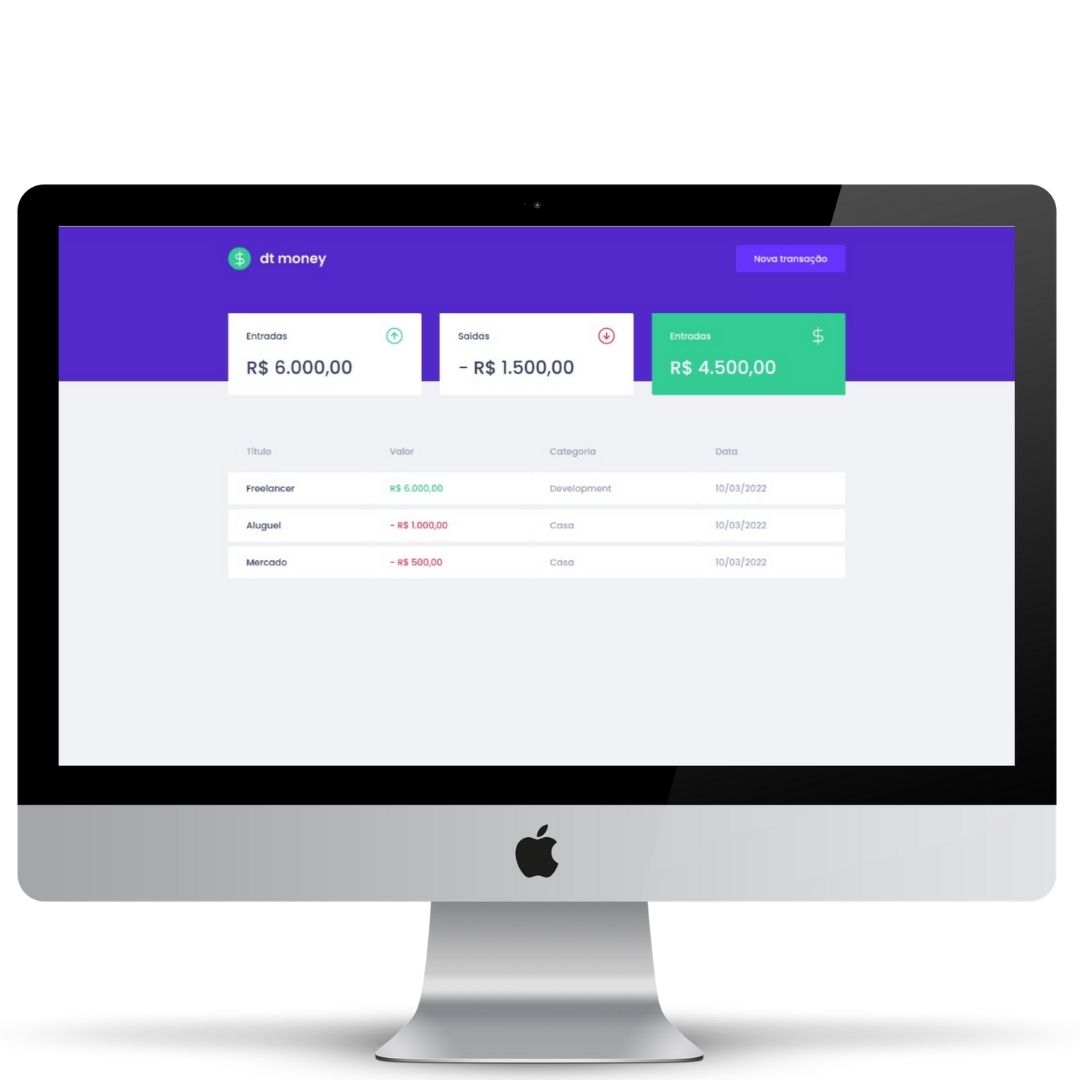 dt money
Nova transação
Entradas
R$ 6.000,00
Saidas
- R$ 1.500,00
Entradas
$
R$ 4.500,00
Título Valor Categoria Data
Freelancer R$ 6.000,00 Development 10/03/2022
Aluguel - R$ 1.000,00 Casa 10/03/2022
Mercado - R$ 500,00 Casa 10/03/2022